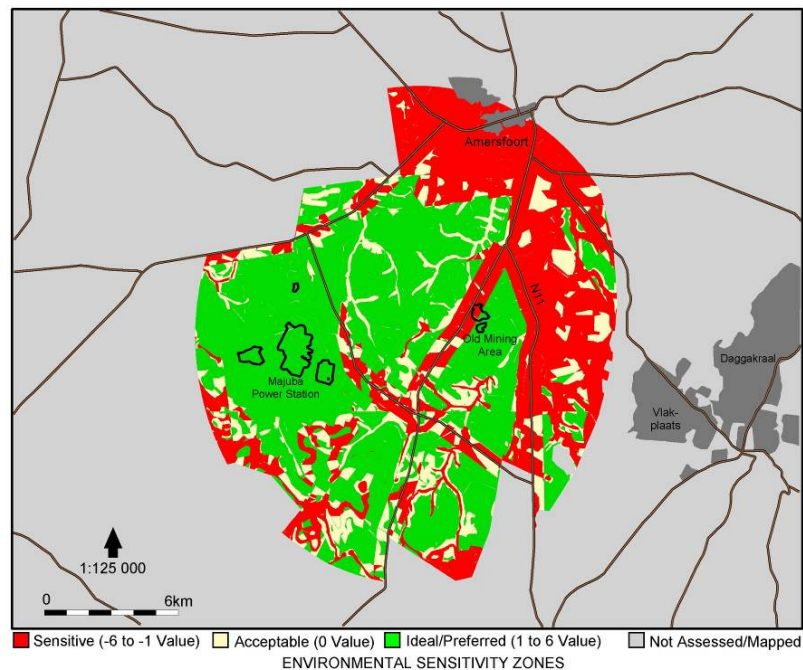 Amersfoort
N11
Old Mining
Area
Majuba
Power Station
Daggakraal
Vlak-
plaats
1:125 000
0 6km
Sensitive (-6 to -1 Value) Acceptable (0 Value) Ideal/Preferred (1 to 6 Value) Not Assessed/Mapped
ENVIRONMENTAL SENSITIVITY ZONES